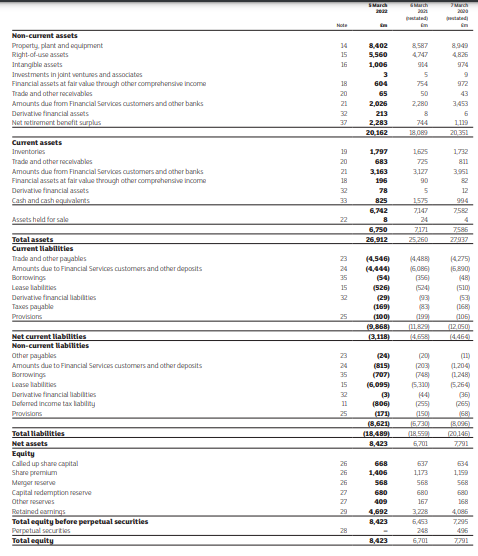 5 March 2022 6 March 2021 (restated) 7 March 2020 (restated)
Note £m £m £m
Non-current assets
Property, plant and equipment 14 8,402 8,587 8,949
Right-of-use assets 15 5,560 4,747 4,826
Intangible assets 16 1,006 914 974
Investments in joint ventures and associates 3 5 9
Financial assets at fair value through other comprehensive income 18 604 754 972
Trade and other receivables 20 65 50 43
Amounts due from Financial Services customers and other banks 21 2,026 2,280 3,453
Derivative financial assets 32 213 8 6
Net retirement benefit surplus 37 2,283 744 1,119
20,162 18,089 20,351
Current assets
Inventories 19 1,797 1,625 1,732
Trade and other receivables 20 683 725 811
Amounts due from Financial Services customers and other banks 21 3,163 3,127 3,951
Financial assets at fair value through other comprehensive income 18 196 90 82
Derivative financial assets 32 78 5 12
Cash and cash equivalents 33 825 1,575 994
6,742 7,147 7,582
Assets held for sale 22 8 24 4
6,750 7,171 7,586
Total assets 26,912 25,260 27,937
Current liabilities
Trade and other payables 23 (4,546) (4,488) (4,275)
Amounts due to Financial Services customers and other deposits 24 (4,444) (6,086) (6,890)
Borrowings 35 (54) (356) (48)
Lease liabilities 15 (526) (524) (510)
Derivative financial liabilities 32 (29) (93) (53)
Taxes payable (169) (83) (168)
Provisions 25 (100) (199) (106)
(9,868) (11,829) (12,050)
Net current liabilities (3,118) (4,658) (4,464)
Non-current liabilities
Other payables 23 (24) (20) (11)
Amounts due to Financial Services customers and other deposits 24 (815) (203) (1,204)
Borrowings 35 (707) (748) (1,248)
Lease liabilities 15 (6,095) (5,310) (5,264)
Derivative financial liabilities 32 (3) (44) (36)
Deferred income tax liability 11 (806) (255) (265)
Provisions 25 (171) (150) (68)
(8,621) (6,730) (8,096)
Total liabilities (18,489) (18,559) (20,146)
Net assets 8,423 6,701 7,791
Equity
Called up share capital 26 668 637 634
Share premium 26 1,406 1,173 1,159
Merger reserve 26 568 568 568
Capital redemption reserve 27 680 680 680
Other reserves 27 409 167 168
Retained earnings 29 4,692 3,228 4,086
Total equity before perpetual securities 8,423 6,453 7,295
Perpetual securities 28 – 248 496
Total equity 8,423 6,701 7,791